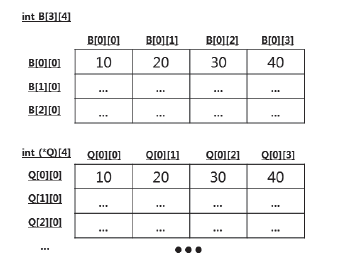 int B[3][4]
B[0][0] B[0][1] B[0][2] B[0][3]
B[0][0] 10 20 30 40
B[1][0] ... ... ... ...
B[2][0] ... ... ... ...
int (*Q)[4] Q[0][0] Q[0][1] Q[0][2] Q[0][3]
Q[0][0] 10 20 30 40
Q[1][0] ... ... ... ...
Q[2][0] ... ... ... ...
... •••